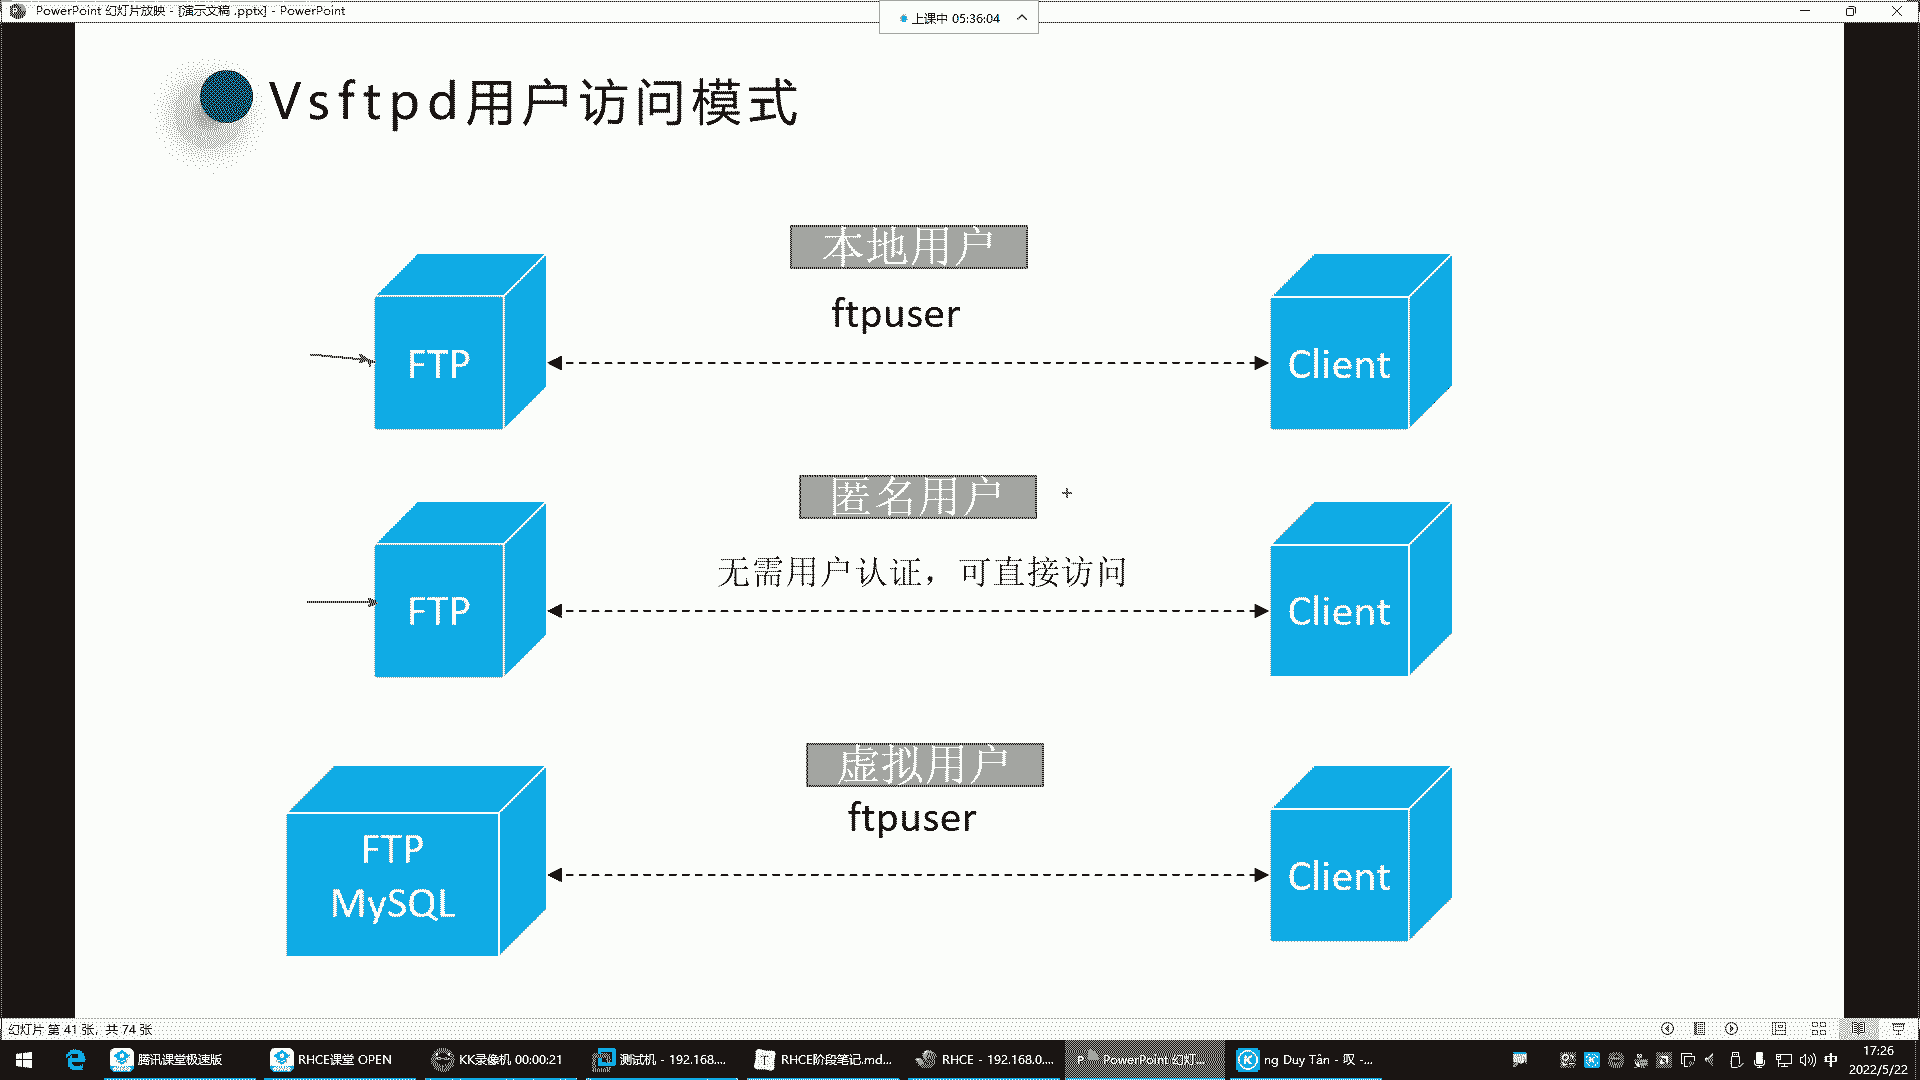 PowerPoint 幻灯片放映 - [演示文稿 .pptx] - PowerPoint
上课中 05:36:04
Vsftpd用户访问模式
本地用户
ftpuser
FTP
Client
匿名用户
无需用户认证，可直接访问
FTP
Client
虚拟用户
ftpuser
FTP
MySQL
Client
幻灯片 第 41 张，共 74 张
腾讯课堂极速版
RHCE课堂 OPEN
KK录像机 00:00:21
测试机 - 192.168....
RHCE阶段笔记.md...
RHCE - 192.168.0....
PowerPoint 幻灯...
ng Duy Tân - 叹 -...
中
17:26
2022/5/22